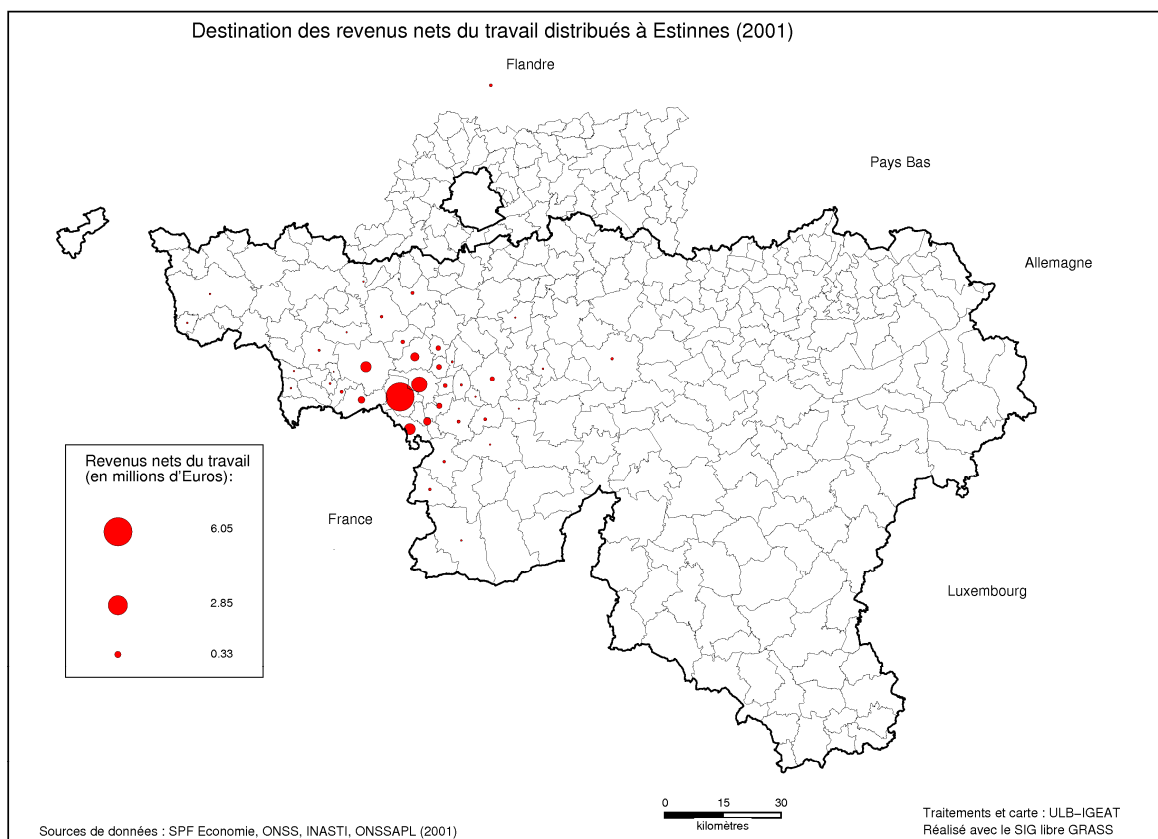 Destination des revenus nets du travail distribués à Estinnes (2001)
Flandre
Pays Bas
Allemagne
Revenus nets du travail
(en millions d'Euros):
6.05
2.85
0.33
France
Luxembourg
0 15 30
kilomètres
Sources de données : SPF Economie, ONSS, INASTI, ONSSAPL (2001)
Traitements et carte : ULB-IGEAT
Réalisé avec le SIG libre GRASS